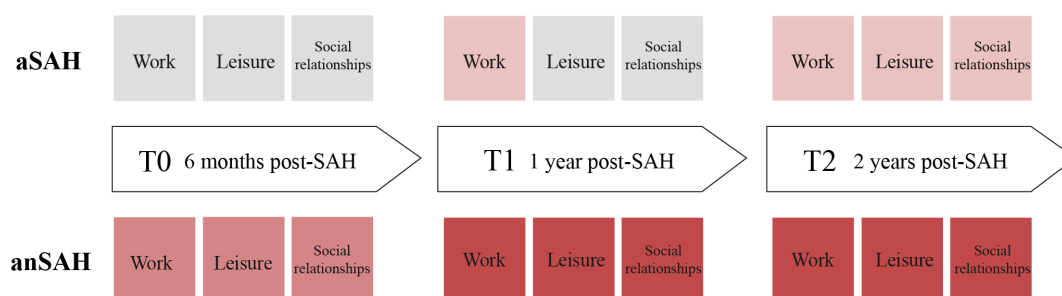 aSAH
Work
Leisure
Social
relationships
Work
Leisure
Social
relationships
Work
Leisure
Social
relationships
T0 6 months post-SAH
T1 1 year post-SAH
T2 2 years post-SAH
anSAH
Work
Leisure
Social
relationships
Work
Leisure
Social
relationships
Work
Leisure
Social
relationships